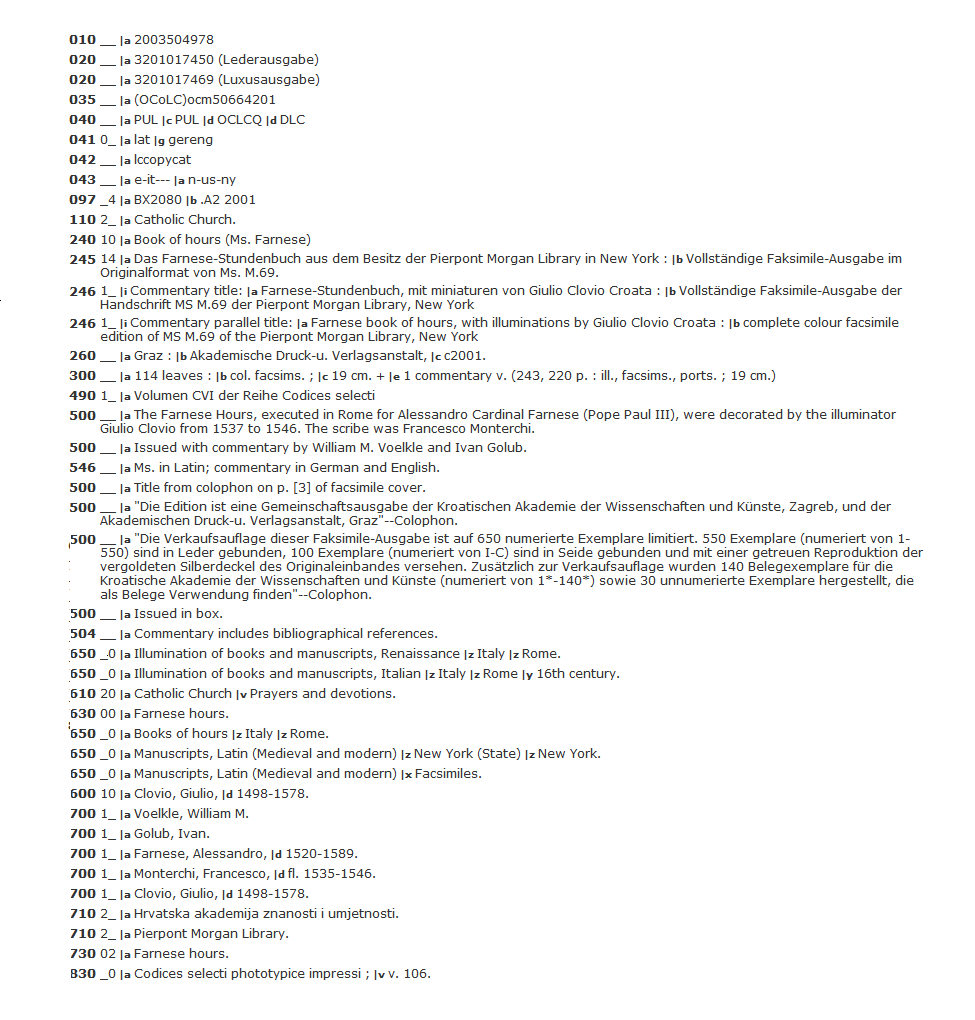 010 __ |a 2003504978
020 __ |a 3201017450 (Lederausgabe)
020 __ |a 3201017469 (Luxusausgabe)
035 __ |a (OCoLC)ocm50664201
040 __ |a PUL |c PUL |d OCLCQ |d DLC
041 0_ |a lat |g gereng
042 __ |a lccopycat
043 __ |a e-it--- |a n-us-ny
097 _4 |a BX2080 |b .A2 2001
110 2_ |a Catholic Church.
240 10 |a Book of hours (Ms. Farnese)
245 14 |a Das Farnese-Stundenbuch aus dem Besitz der Pierpont Morgan Library in New York : |b Vollständige Faksimile-Ausgabe im
Originalformat von Ms. M.69.
246 1_ |i Commentary title: |a Farnese-Stundenbuch, mit miniaturen von Giulio Clovio Croata : |b Vollständige Faksimile-Ausgabe der
Handschrift MS M.69 der Pierpont Morgan Library, New York
246 1_ |i Commentary parallel title: |a Farnese book of hours, with illuminations by Giulio Clovio Croata : |b complete colour facsimile
edition of MS M.69 of the Pierpont Morgan Library, New York
260 __ |a Graz : |b Akademische Druck-u. Verlagsanstalt, |c c2001.
300 __ |a 114 leaves : |b col. facsims. ; |c 19 cm. + |e 1 commentary v. (243, 220 p. : ill., facsims., ports. ; 19 cm.)
490 1_ |a Volumen CVI der Reihe Codices selecti
500 __ |a The Farnese Hours, executed in Rome for Alessandro Cardinal Farnese (Pope Paul III), were decorated by the illuminator
Giulio Clovio from 1537 to 1546. The scribe was Francesco Monterchi.
500 __ |a Issued with commentary by William M. Voelkle and Ivan Golub.
546 __ |a Ms. in Latin; commentary in German and English.
500 __ |a Title from colophon on p. [3] of facsimile cover.
500 __ |a "Die Edition ist eine Gemeinschaftsausgabe der Kroatischen Akademie der Wissenschaften und Künste, Zagreb, und der
Akademischen Druck-u. Verlagsanstalt, Graz"--Colophon.
500 __ |a "Die Verkaufsauflage dieser Faksimile-Ausgabe ist auf 650 numerierte Exemplare limitiert. 550 Exemplare (numeriert von 1-
550) sind in Leder gebunden, 100 Exemplare (numeriert von I-C) sind in Seide gebunden und mit einer getreuen Reproduktion der
vergoldeten Silberdeckel des Originaleinbandes versehen. Zusätzlich zur Verkaufsauflage wurden 140 Belegexemplare für die
Kroatische Akademie der Wissenschaften und Künste (numeriert von 1*-140*) sowie 30 unnumerierte Exemplare hergestellt, die
als Belege Verwendung finden"--Colophon.
500 __ |a Issued in box.
504 __ |a Commentary includes bibliographical references.
650 _0 |a Illumination of books and manuscripts, Renaissance |z Italy |z Rome.
650 _0 |a Illumination of books and manuscripts, Italian |z Italy |z Rome |y 16th century.
610 20 |a Catholic Church |v Prayers and devotions.
630 00 |a Farnese hours.
650 _0 |a Books of hours |z Italy |z Rome.
650 _0 |a Manuscripts, Latin (Medieval and modern) |z New York (State) |z New York.
650 _0 |a Manuscripts, Latin (Medieval and modern) |x Facsimiles.
600 10 |a Clovio, Giulio, |d 1498-1578.
700 1_ |a Voelkle, William M.
700 1_ |a Golub, Ivan.
700 1_ |a Farnese, Alessandro, |d 1520-1589.
700 1_ |a Monterchi, Francesco, |d fl. 1535-1546.
700 1_ |a Clovio, Giulio, |d 1498-1578.
710 2_ |a Hrvatska akademija znanosti i umjetnosti.
710 2_ |a Pierpont Morgan Library.
730 02 |a Farnese hours.
830 _0 |a Codices selecti phototypice impressi ; |v v. 106.